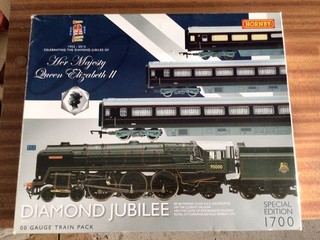 HORNBY
1952 - 2012
CELEBRATING THE DIAMOND JUBILEE OF
Her Majesty
Queen Elizabeth II
70000
DIAMOND JUBILEE
00 GAUGE TRAIN PACK
SPECIAL
EDITION
1700